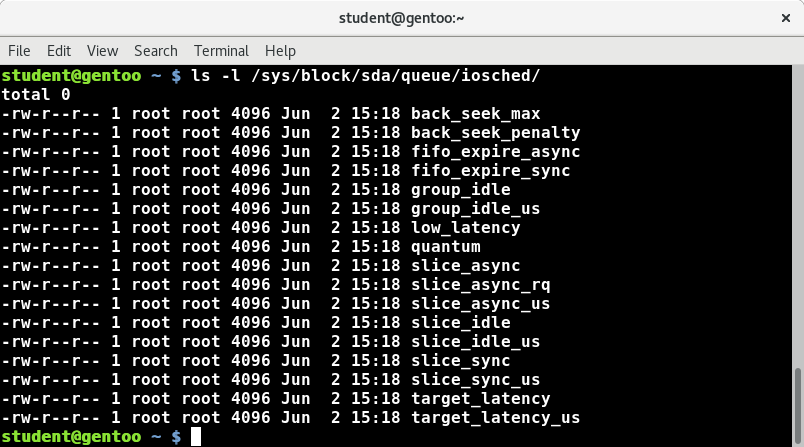 student@gentoo:~
File Edit View Search Terminal Help
student@gentoo ~ $ ls -l /sys/block/sda/queue/iosched/
total 0
-rw-r--r-- 1 root root 4096 Jun  2 15:18 back_seek_max
-rw-r--r-- 1 root root 4096 Jun  2 15:18 back_seek_penalty
-rw-r--r-- 1 root root 4096 Jun  2 15:18 fifo_expire_async
-rw-r--r-- 1 root root 4096 Jun  2 15:18 fifo_expire_sync
-rw-r--r-- 1 root root 4096 Jun  2 15:18 group_idle
-rw-r--r-- 1 root root 4096 Jun  2 15:18 group_idle_us
-rw-r--r-- 1 root root 4096 Jun  2 15:18 low_latency
-rw-r--r-- 1 root root 4096 Jun  2 15:18 quantum
-rw-r--r-- 1 root root 4096 Jun  2 15:18 slice_async
-rw-r--r-- 1 root root 4096 Jun  2 15:18 slice_async_rq
-rw-r--r-- 1 root root 4096 Jun  2 15:18 slice_async_us
-rw-r--r-- 1 root root 4096 Jun  2 15:18 slice_idle
-rw-r--r-- 1 root root 4096 Jun  2 15:18 slice_idle_us
-rw-r--r-- 1 root root 4096 Jun  2 15:18 slice_sync
-rw-r--r-- 1 root root 4096 Jun  2 15:18 slice_sync_us
-rw-r--r-- 1 root root 4096 Jun  2 15:18 target_latency
-rw-r--r-- 1 root root 4096 Jun  2 15:18 target_latency_us
student@gentoo ~ $